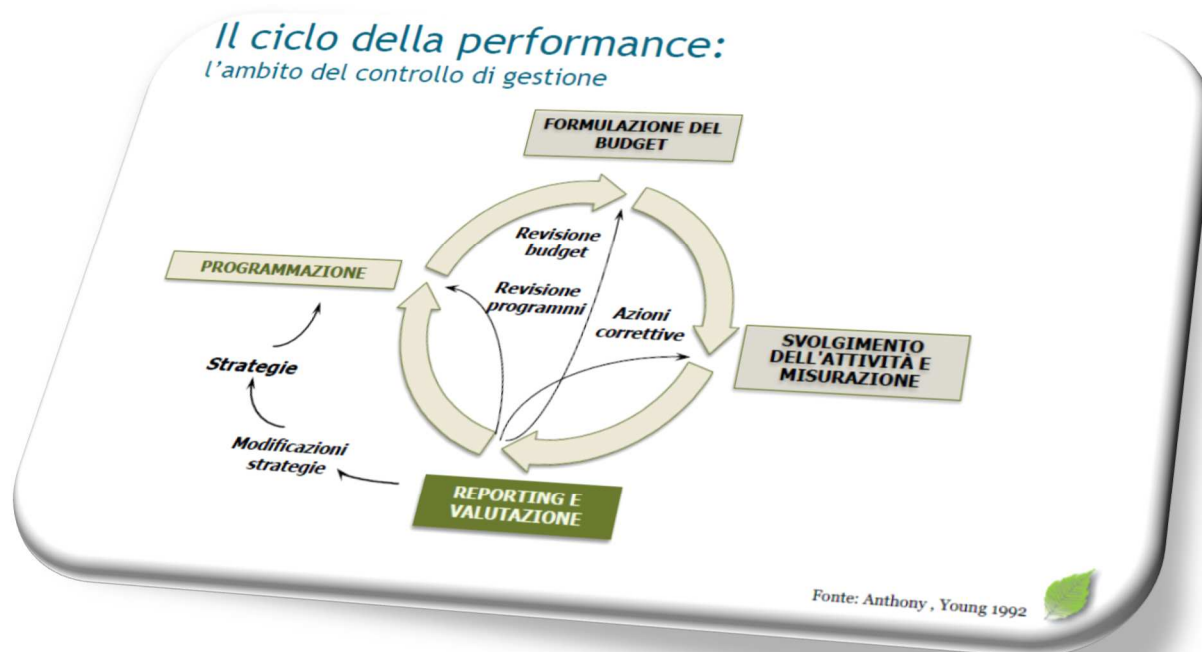 Il ciclo della performance:
l'ambito del controllo di gestione
FORMULAZIONE DEL
BUDGET
Revisione
budget
PROGRAMMAZIONE
Revisione
programmi
Azioni
correttive
SVOLGIMENTO
DELL'ATTIVITÀ E
MISURAZIONE
Strategie
Modificazioni
strategie
REPORTING E
VALUTAZIONE
Fonte: Anthony , Young 1992